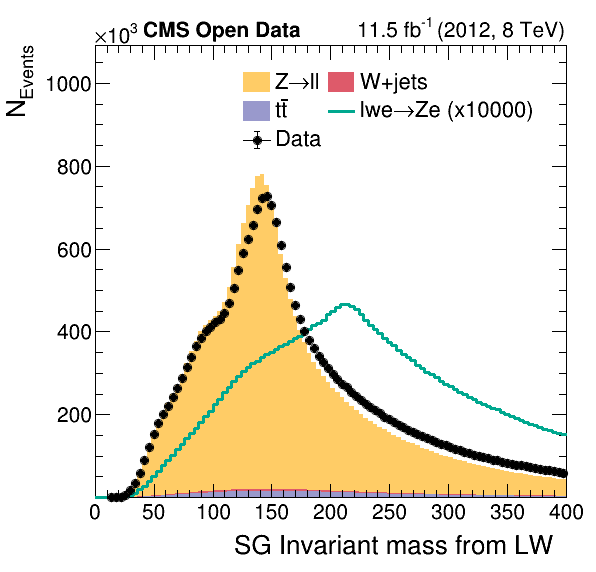 ×10³ CMS Open Data 11.5 fb⁻¹ (2012, 8 TeV)
N_Events
1000
800
600
400
200
Z→ll W+jets
tt̄ lwe→Ze (x10000)
Data
0 50 100 150 200 250 300 350 400
SG Invariant mass from LW